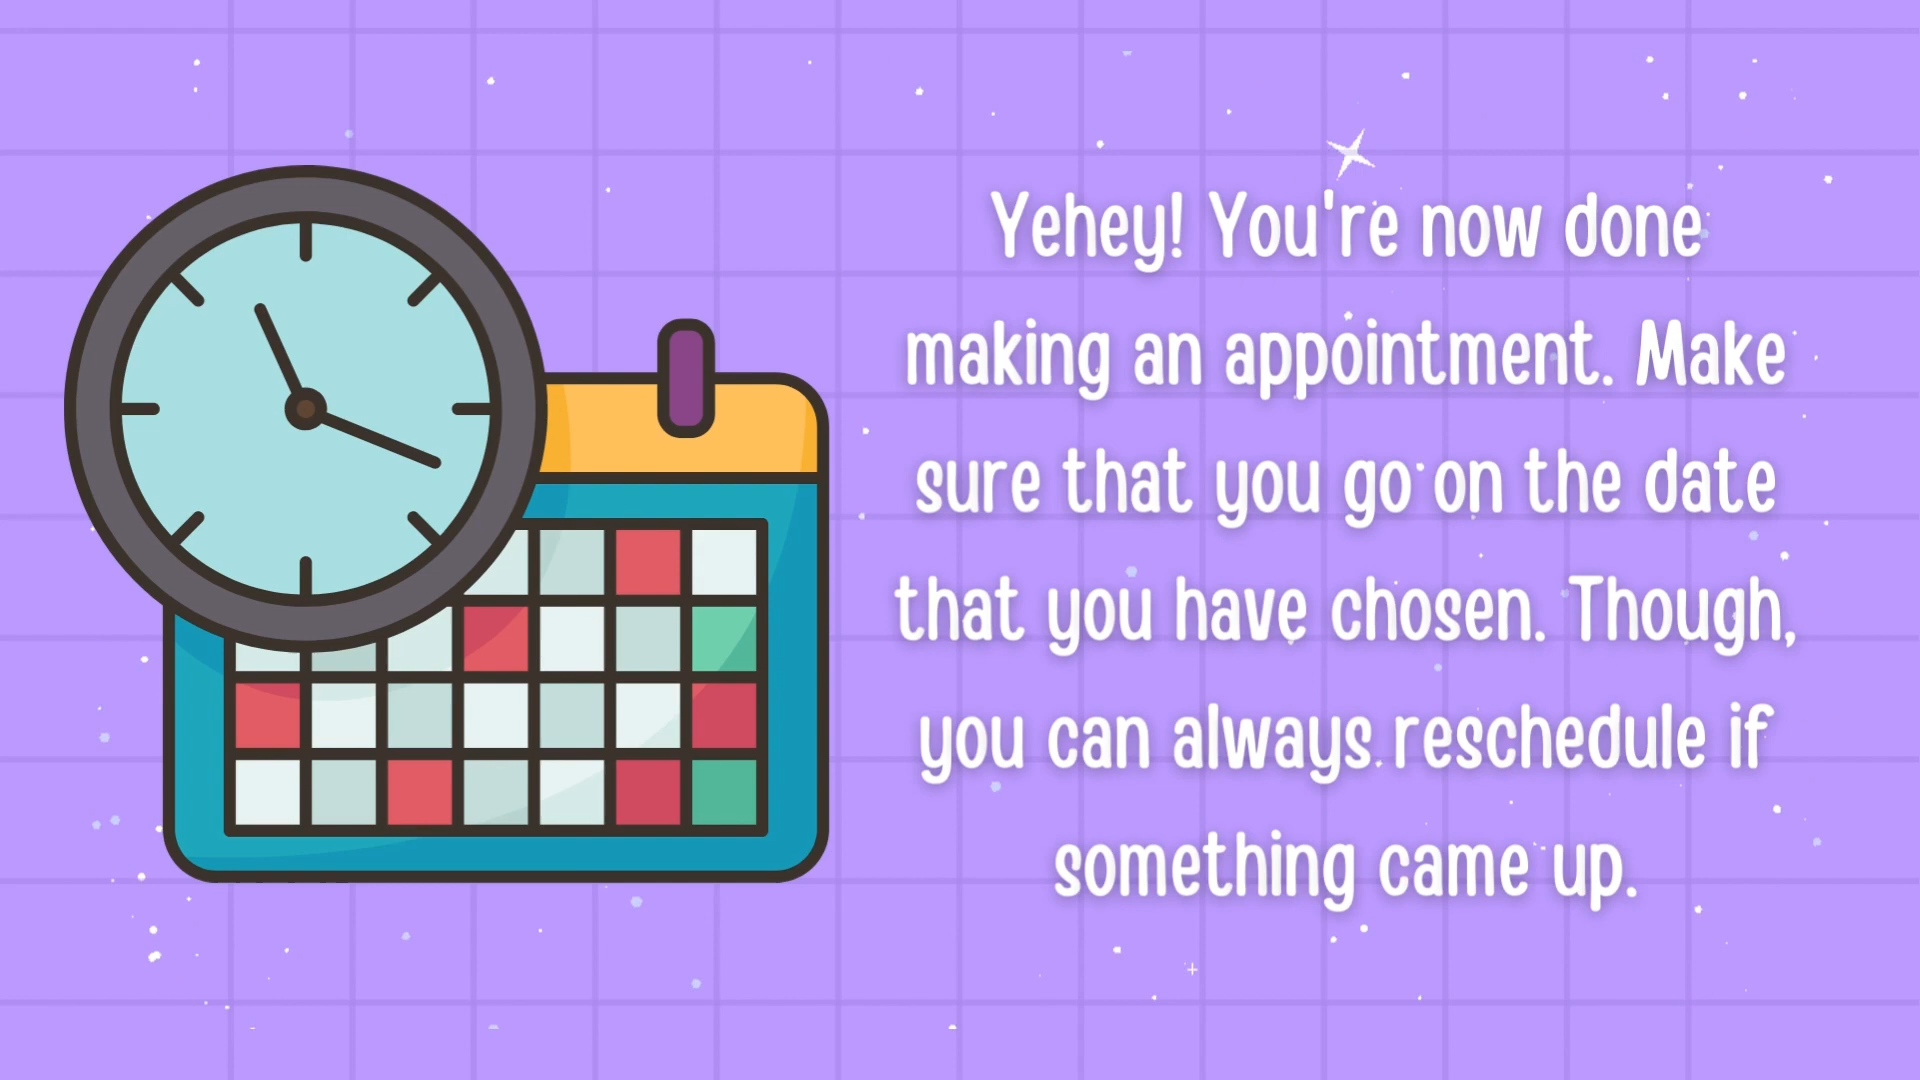 Yehey! You're now done
making an appointment. Make
sure that you go on the date
that you have chosen. Though,
you can always reschedule if
something came up.